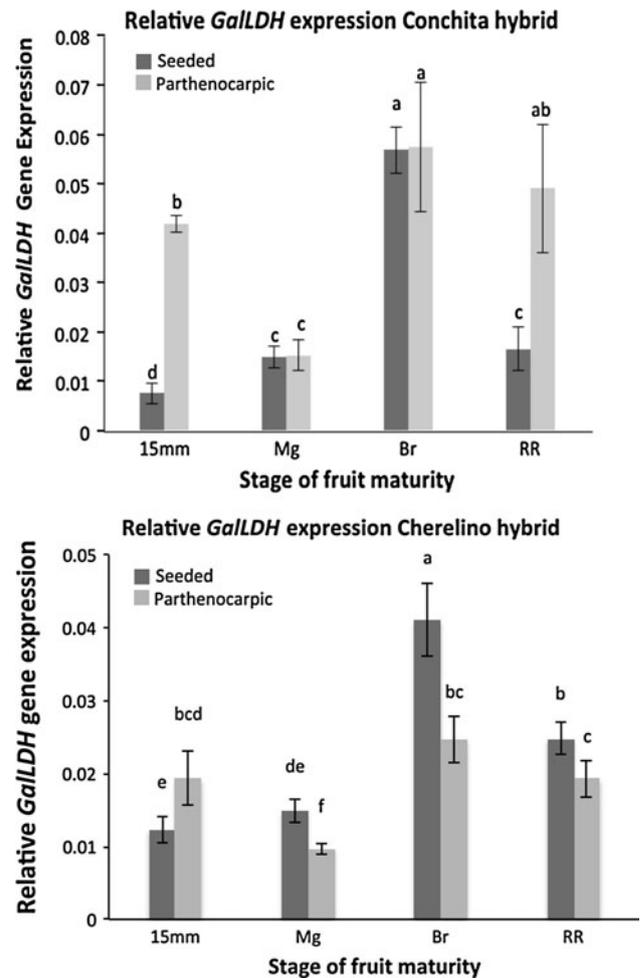 Relative GalLDH expression Conchita hybrid
Relative GalLDH Gene Expression
0.08
0.07
0.06
0.05
0.04
0.03
0.02
0.01
0
Seeded
Parthenocarpic
d
b
c
c
a
a
c
ab
15mm
Mg
Br
RR
Stage of fruit maturity
Relative GalLDH expression Cherelino hybrid
Relative GalLDH gene expression
0.05
0.04
0.03
0.02
0.01
0
Seeded
Parthenocarpic
e
bcd
de
f
a
bc
b
c
15mm
Mg
Br
RR
Stage of fruit maturity